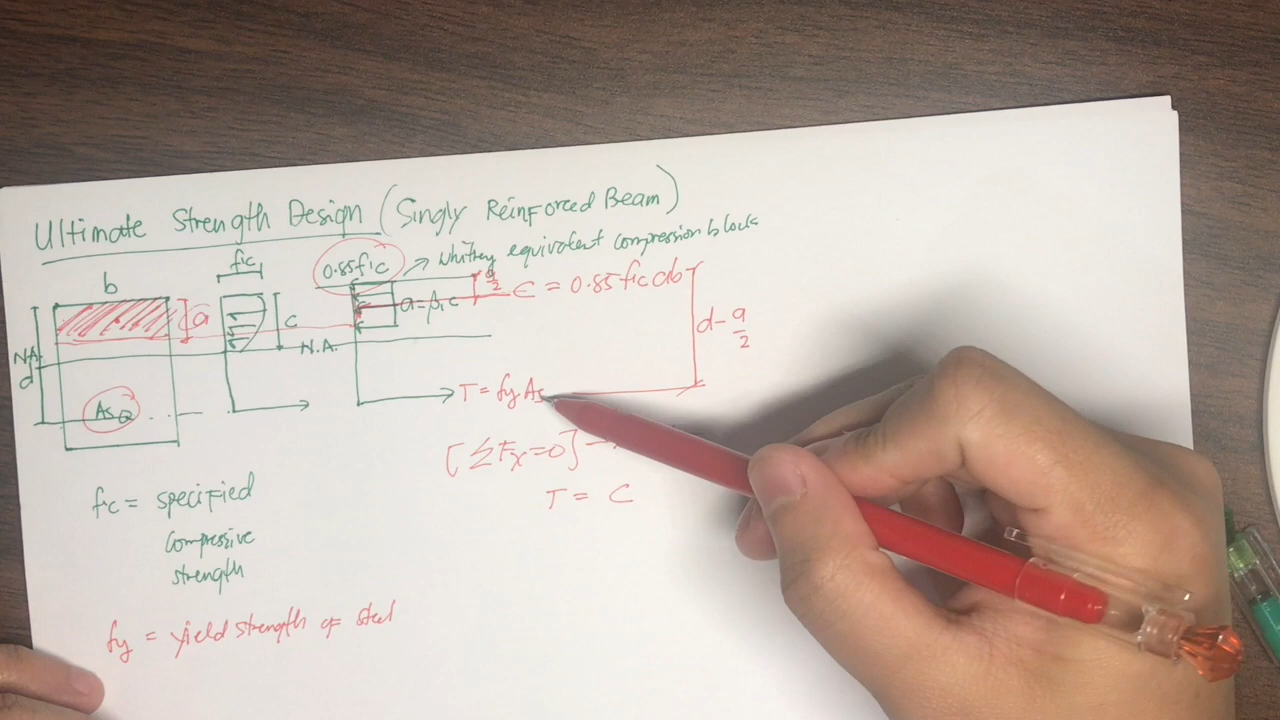 Ultimate Strength Design (Singly Reinforced Beam)
f'c
0.85f'c
whitney equivalent compression block
b
a
c
a=β₁c
a/2
C = 0.85f'c ab
d-a/2
N.A.
N.A.
d
As
T = fy As
[ΣFx=0]
T = C
f'c = specified
compressive
strength
fy = yield strength of steel